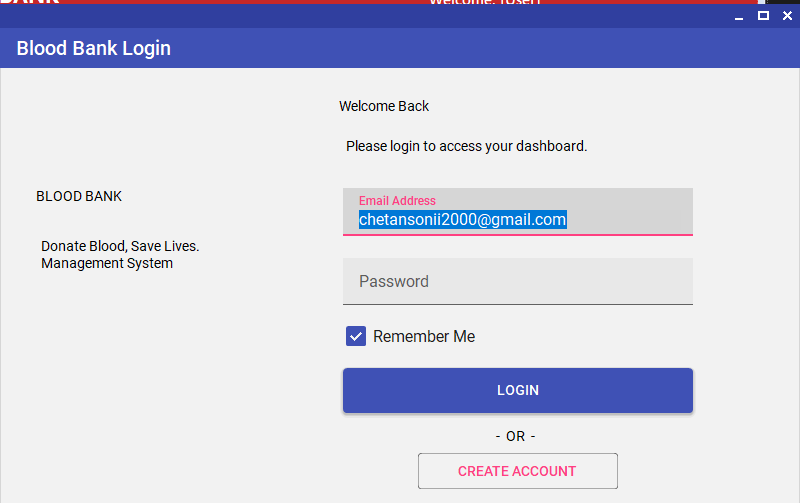 BANK
Welcome,
Blood Bank Login
Welcome Back
Please login to access your dashboard.
BLOOD BANK
Donate Blood, Save Lives.
Management System
Email Address
chetansonii2000@gmail.com
Password
Remember Me
LOGIN
- OR -
CREATE ACCOUNT